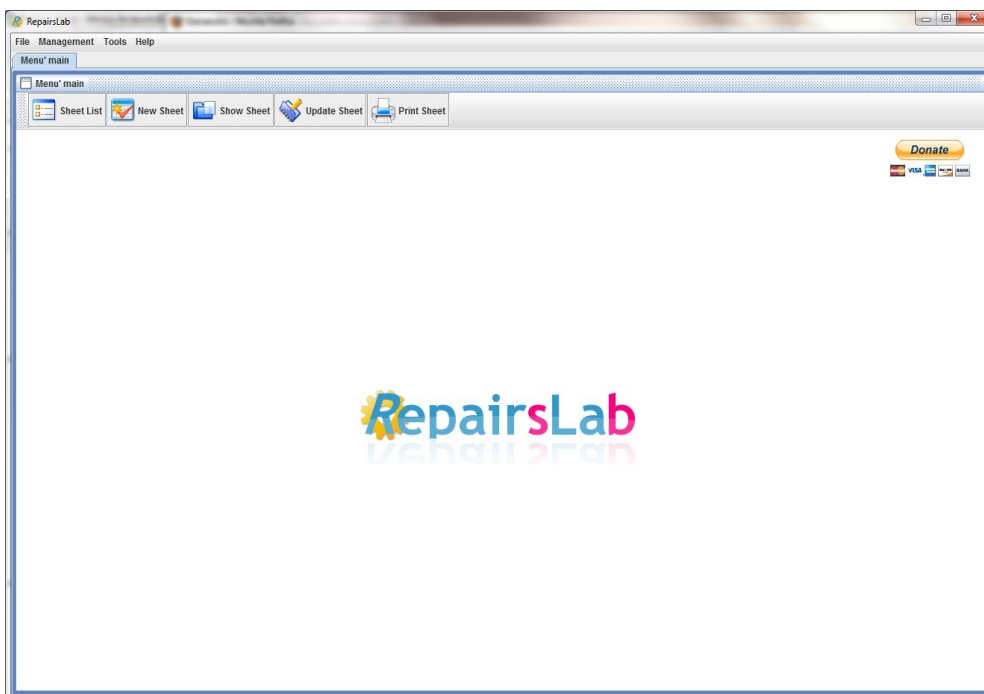 RepairsLab
File Management Tools Help
Menu' main
Menu' main
Sheet List New Sheet Show Sheet Update Sheet Print Sheet
Donate
VISA
RepairsLab